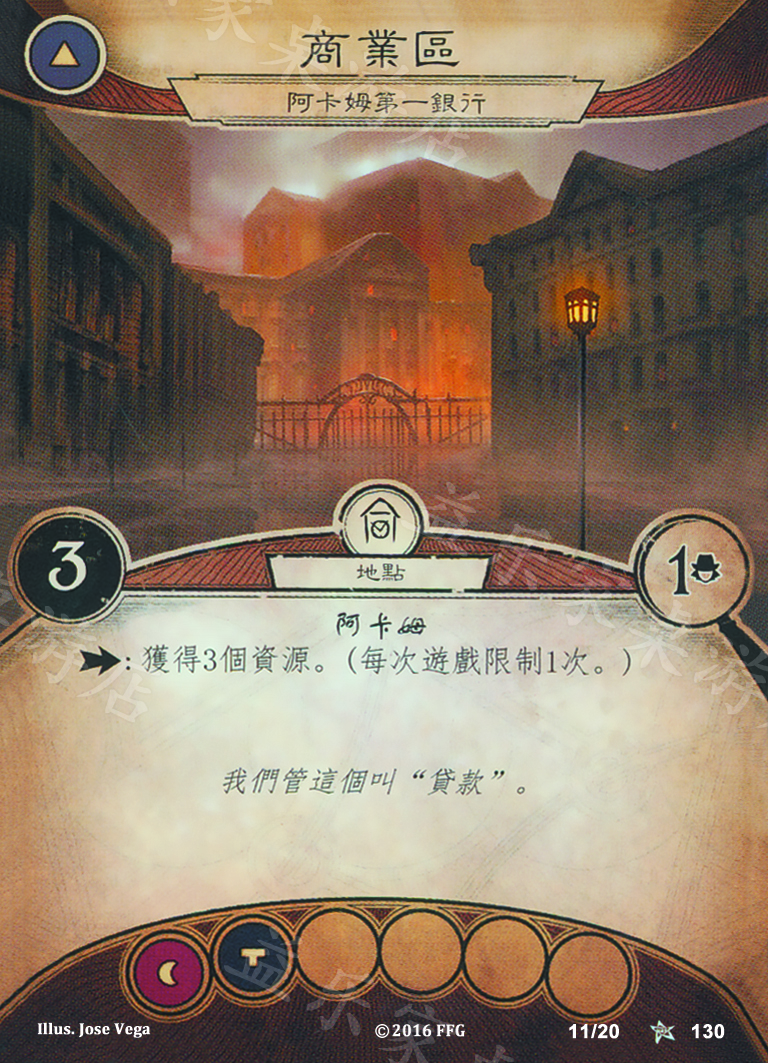 商業區
阿卡姆第一銀行
3
地點
1
阿卡姆
: 獲得3個資源。(每次遊戲限制1次。)
我們管這個叫“貸款”。
Illus. Jose Vega
©2016 FFG
11/20
130